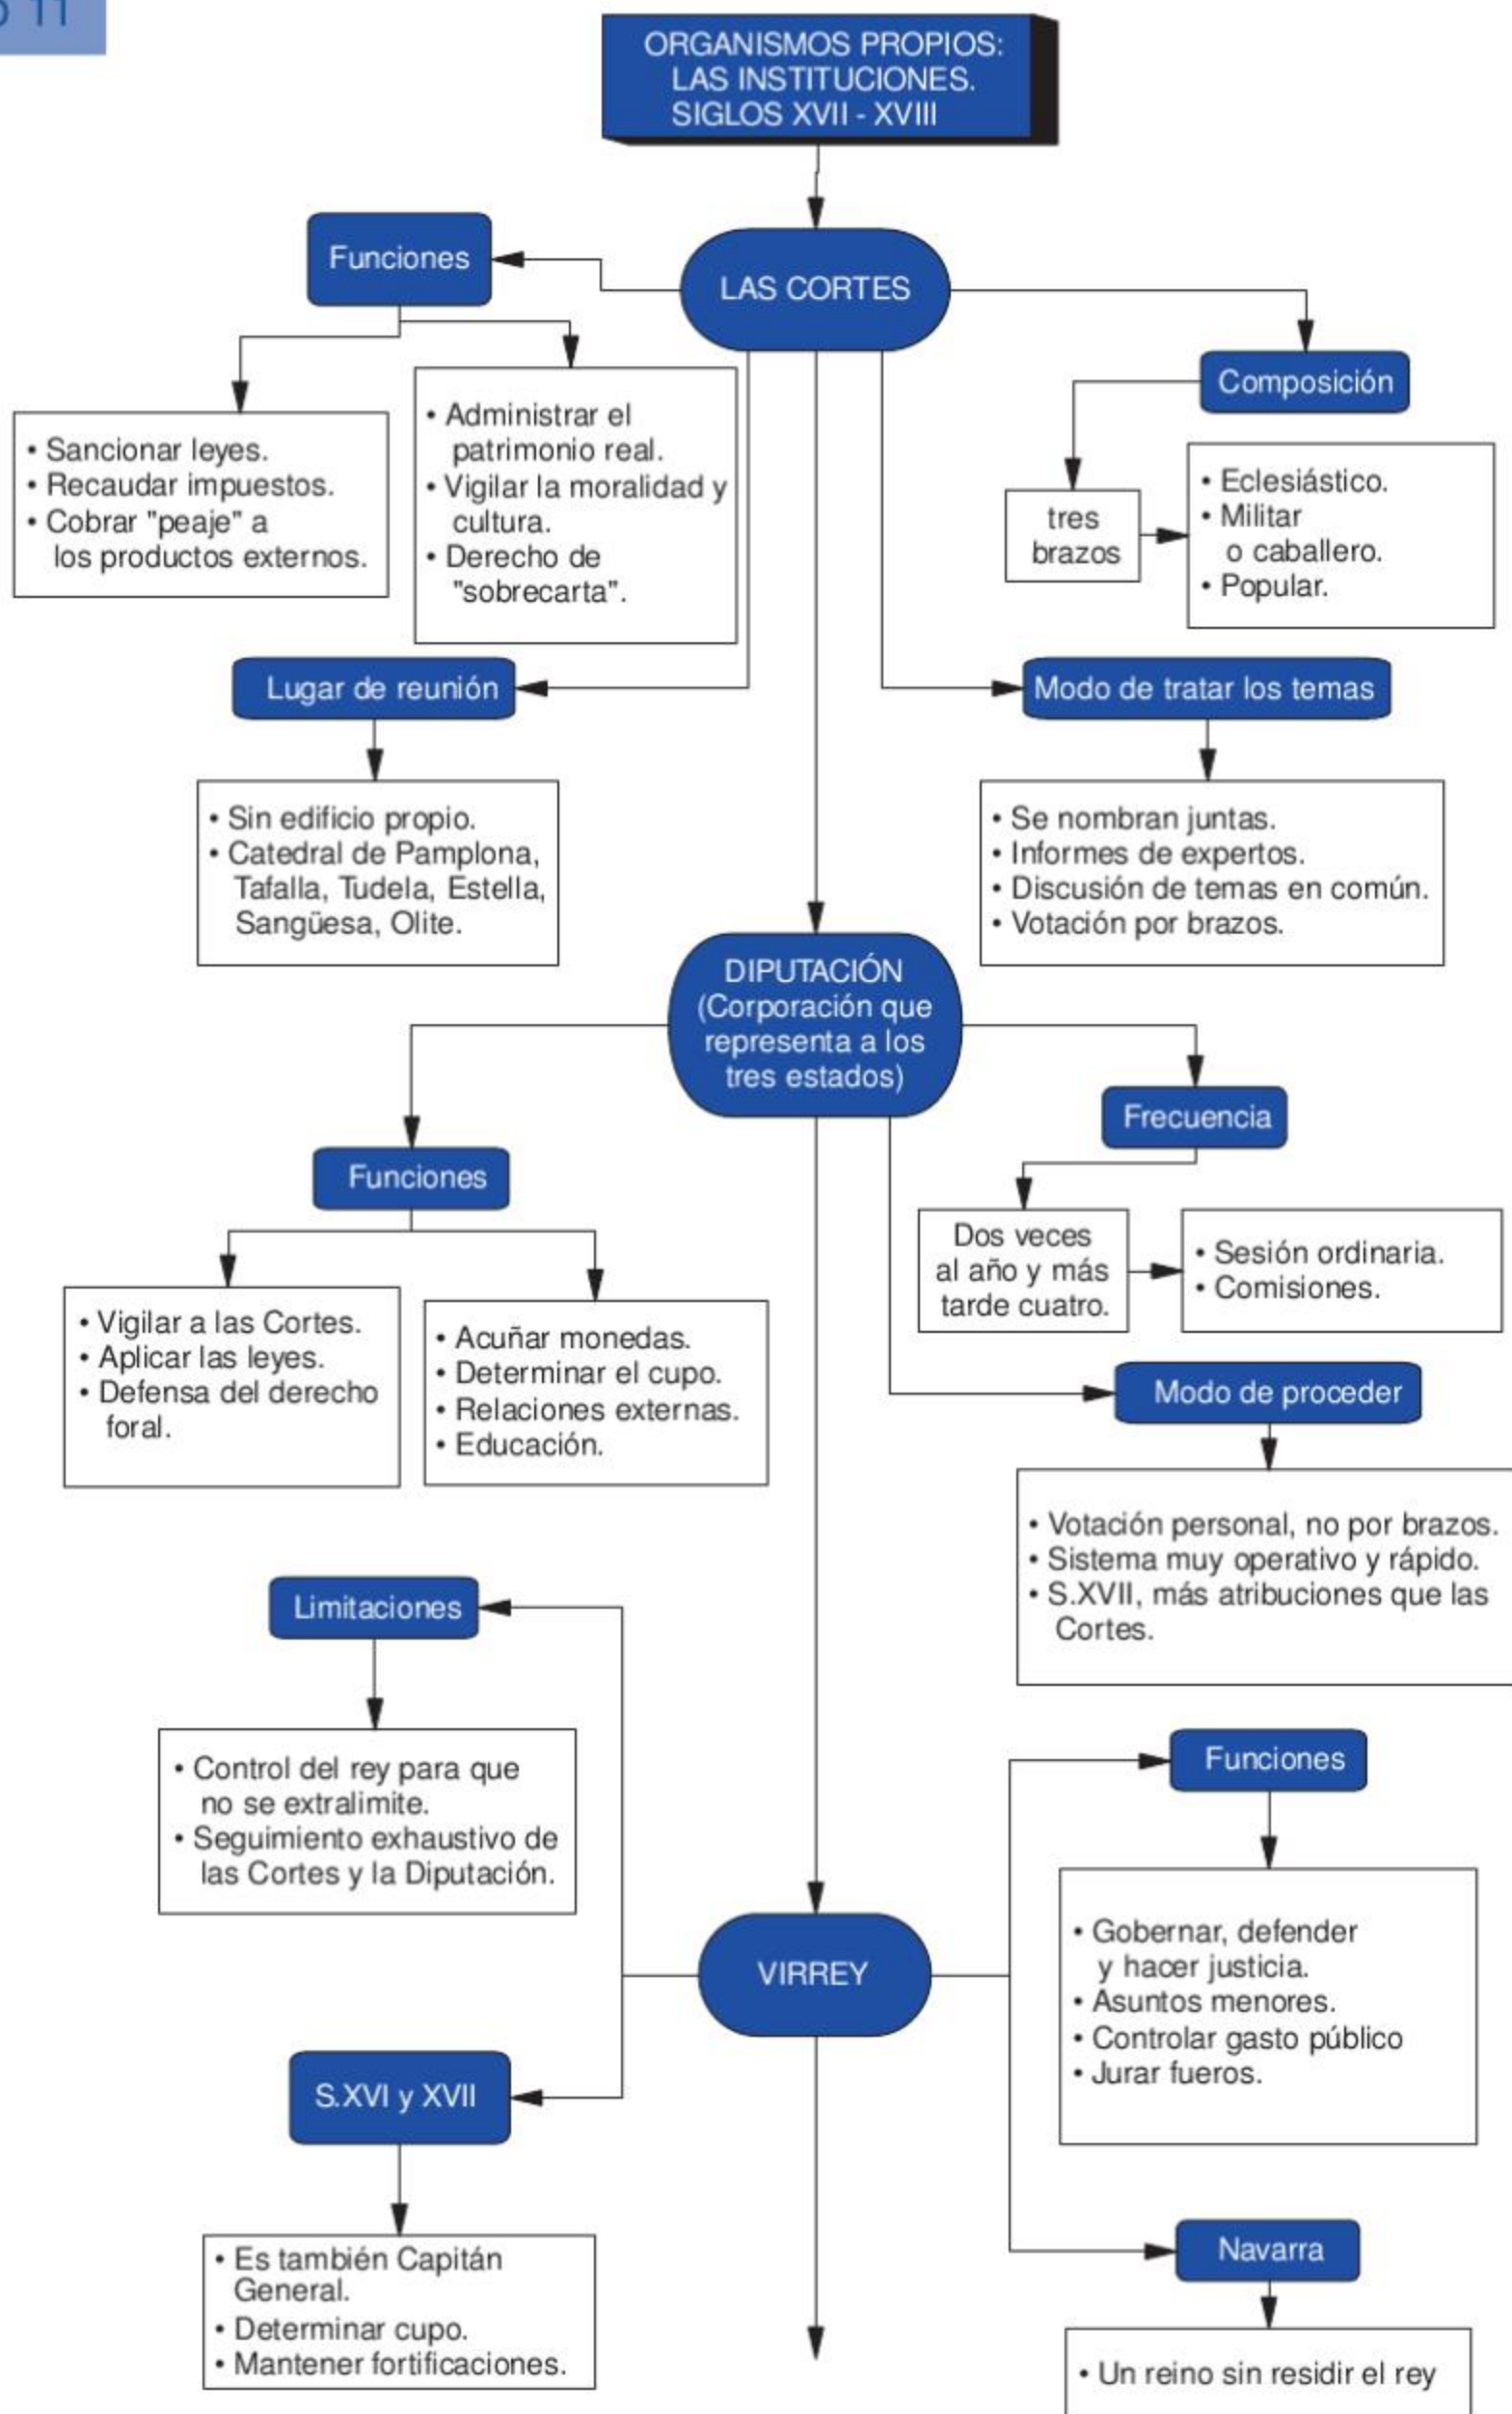 11
ORGANISMOS PROPIOS:
LAS INSTITUCIONES.
SIGLOS XVII - XVIII
Funciones
LAS CORTES
Composición
• Sancionar leyes.
• Recaudar impuestos.
• Cobrar "peaje" a
los productos externos.
• Administrar el
patrimonio real.
• Vigilar la moralidad y
cultura.
• Derecho de
"sobrecarta".
tres
brazos
• Eclesiástico.
• Militar
o caballero.
• Popular.
Lugar de reunión
Modo de tratar los temas
• Sin edificio propio.
• Catedral de Pamplona,
Tafalla, Tudela, Estella,
Sangüesa, Olite.
• Se nombran juntas.
• Informes de expertos.
• Discusión de temas en común.
• Votación por brazos.
DIPUTACIÓN
(Corporación que
representa a los
tres estados)
Frecuencia
Funciones
Dos veces
al año y más
tarde cuatro.
• Sesión ordinaria.
• Comisiones.
• Vigilar a las Cortes.
• Aplicar las leyes.
• Defensa del derecho
foral.
• Acuñar monedas.
• Determinar el cupo.
• Relaciones externas.
• Educación.
Modo de proceder
• Votación personal, no por brazos.
• Sistema muy operativo y rápido.
• S.XVII, más atribuciones que las
Cortes.
Limitaciones
• Control del rey para que
no se extralimite.
• Seguimiento exhaustivo de
las Cortes y la Diputación.
Funciones
• Gobernar, defender
y hacer justicia.
• Asuntos menores.
• Controlar gasto público
• Jurar fueros.
VIRREY
S.XVI y XVII
• Es también Capitán
General.
• Determinar cupo.
• Mantener fortificaciones.
Navarra
• Un reino sin residir el rey